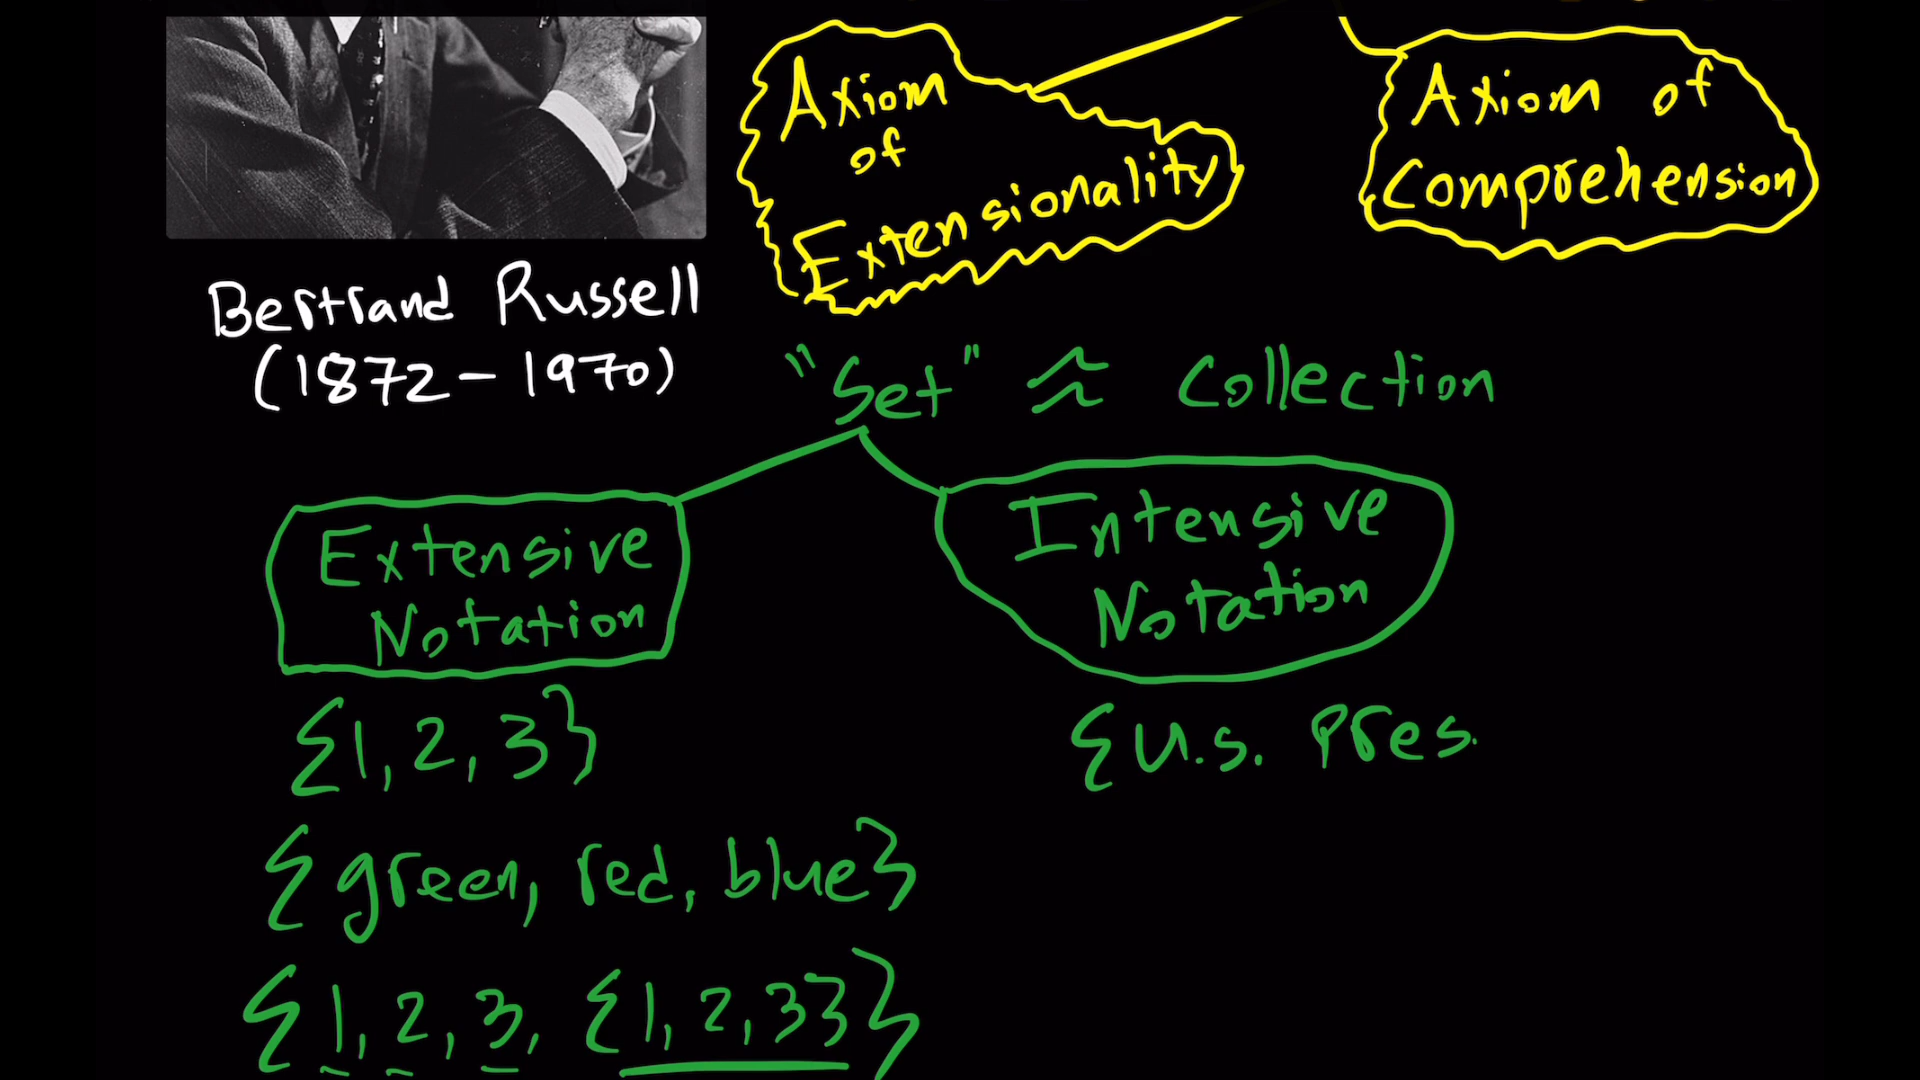 Axiom
of
Extensionality
Axiom of
Comprehension
Bertrand Russell
(1872-1970)
"Set" ≈ Collection
Extensive
Notation
Intensive
Notation
{1, 2, 3}
{U.S. Pres.
{green, red, blue}
{1, 2, 3, {1, 2, 3}}